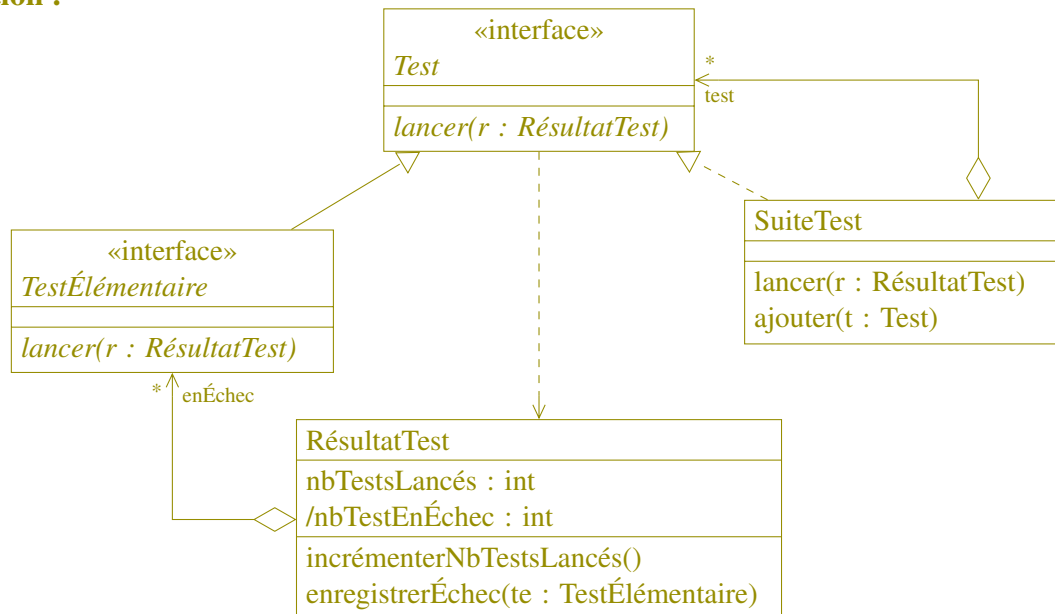 «interface»
Test
lancer(r : RésultatTest)
*
test
SuiteTest
lancer(r : RésultatTest)
ajouter(t : Test)
«interface»
TestÉlémentaire
lancer(r : RésultatTest)
* enÉchec
RésultatTest
nbTestsLancés : int
/nbTestEnÉchec : int
incrémenterNbTestsLancés()
enregistrerÉchec(te : TestÉlémentaire)